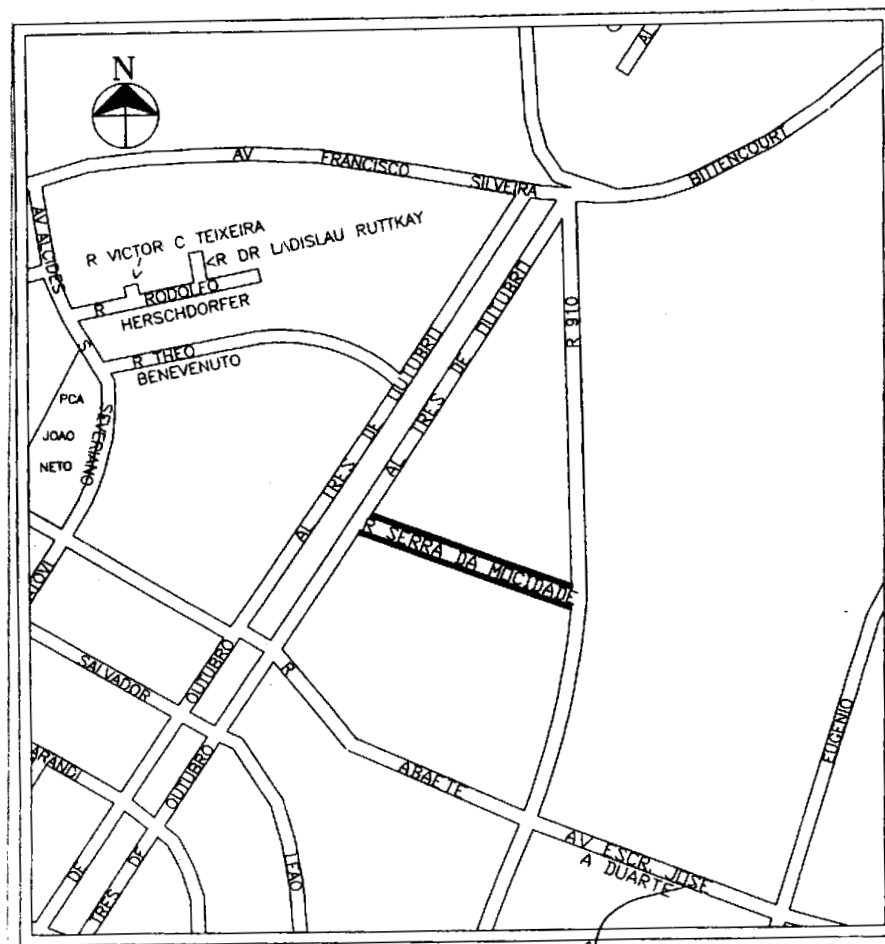 N
AV FRANCISCO SILVEIRA BITTENCOURT
AV ALCIDES
R VICTOR C TEIXEIRA
<R DR LADISLAU RUTTKAY
R RODOLFO
HERSCHDORFER
S
R THEO
BENEVENUTO
PCA
JOAO
NETO
SEVERIANO
AL TRES DE OUTUBRO
AL TRES DE OUTUBRO
R 910
R SERRA DA MOCIDADE
SALVADOR
OUTUBRO
R ABAETE
ARANDI
OUTUBRO
EUGENIO
AV ESCR JOSE
A DUARTE
LEAO
DE
TRES DE